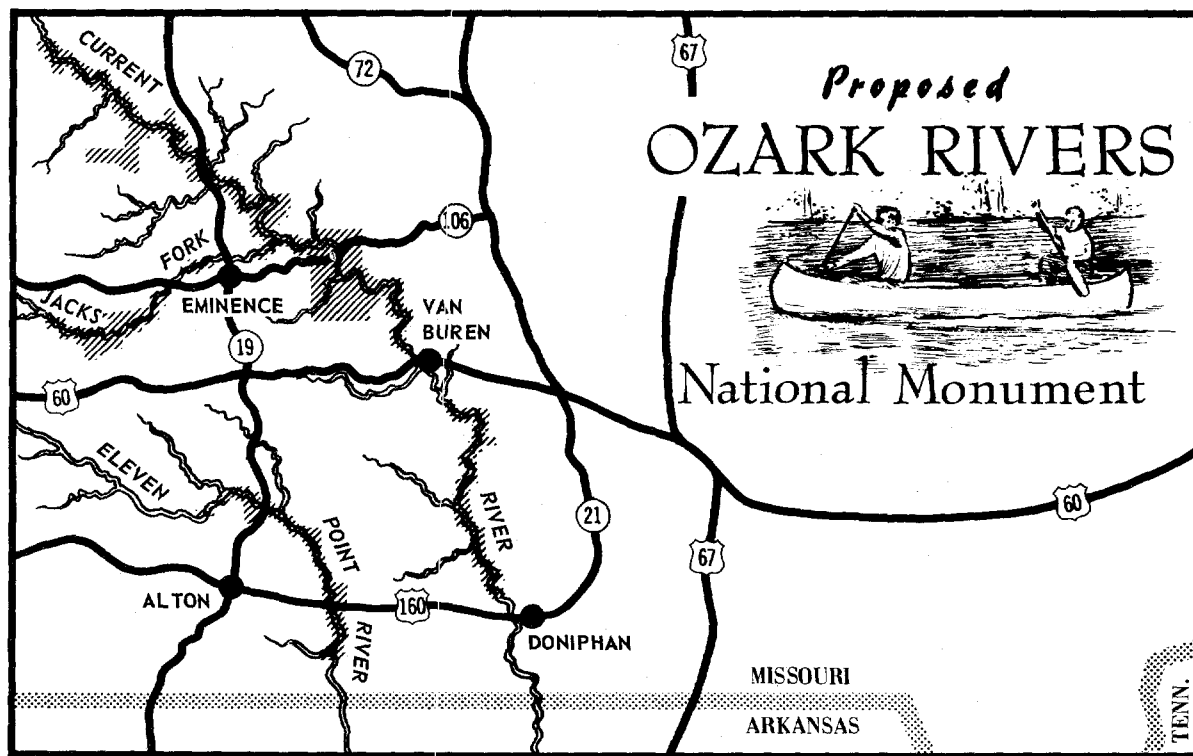 Proposed
OZARK RIVERS
National Monument
CURRENT
72
67
106
JACKS'
FORK
EMINENCE
VAN
BUREN
19
60
ELEVEN
POINT
RIVER
RIVER
21
60
67
ALTON
160
DONIPHAN
MISSOURI
ARKANSAS
TENN.